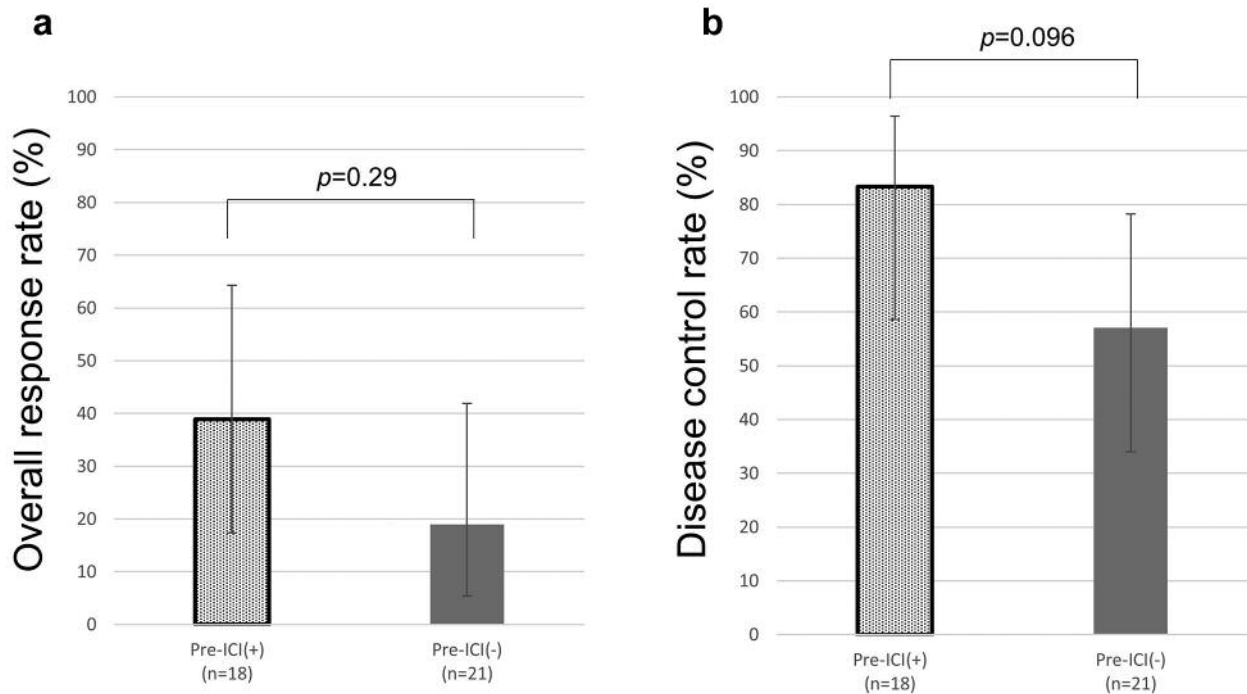 a
p=0.29
Overall response rate (%)
100
90
80
70
60
50
40
30
20
10
0
Pre-ICI(+)
(n=18)
Pre-ICI(-)
(n=21)
b
p=0.096
Disease control rate (%)
100
90
80
70
60
50
40
30
20
10
0
Pre-ICI(+)
(n=18)
Pre-ICI(-)
(n=21)